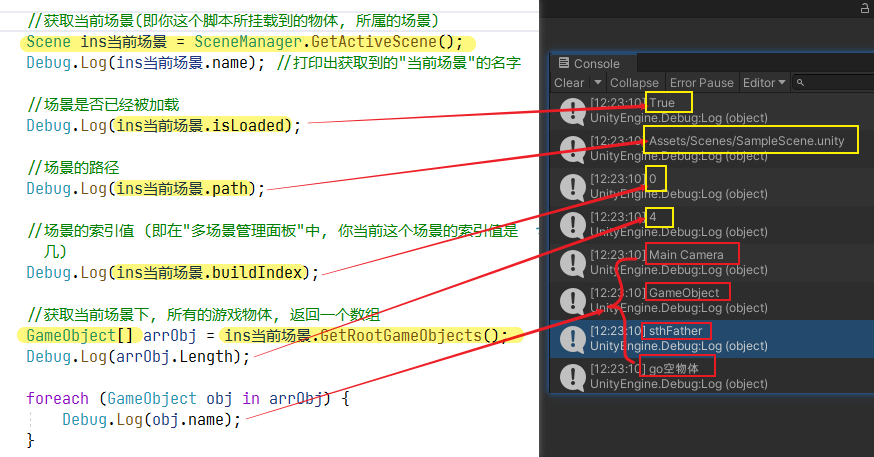 //获取当前场景(即你这个脚本所挂载到的物体, 所属的场景)
Scene ins当前场景 = SceneManager.GetActiveScene();
Debug.Log(ins当前场景.name); //打印出获取到的"当前场景"的名字
//场景是否已经被加载
Debug.Log(ins当前场景.isLoaded);
//场景的路径
Debug.Log(ins当前场景.path);
//场景的索引值 (即在"多场景管理面板"中, 你当前这个场景的索引值是
几)
Debug.Log(ins当前场景.buildIndex);
//获取当前场景下, 所有的游戏物体, 返回一个数组
GameObject[] arrObj = ins当前场景.GetRootGameObjects();
Debug.Log(arrObj.Length);
foreach (GameObject obj in arrObj) {
Debug.Log(obj.name);
}
Console
Clear Collapse Error Pause Editor
[12:23:10] True
UnityEngine.Debug:Log (object)
[12:23:10] Assets/Scenes/SampleScene.unity
UnityEngine.Debug:Log (object)
[12:23:10] 0
UnityEngine.Debug:Log (object)
[12:23:10] 4
UnityEngine.Debug:Log (object)
[12:23:10] Main Camera
UnityEngine.Debug:Log (object)
[12:23:10] GameObject
UnityEngine.Debug:Log (object)
[12:23:10] sthFather
UnityEngine.Debug:Log (object)
[12:23:10] go空物体
UnityEngine.Debug:Log (object)